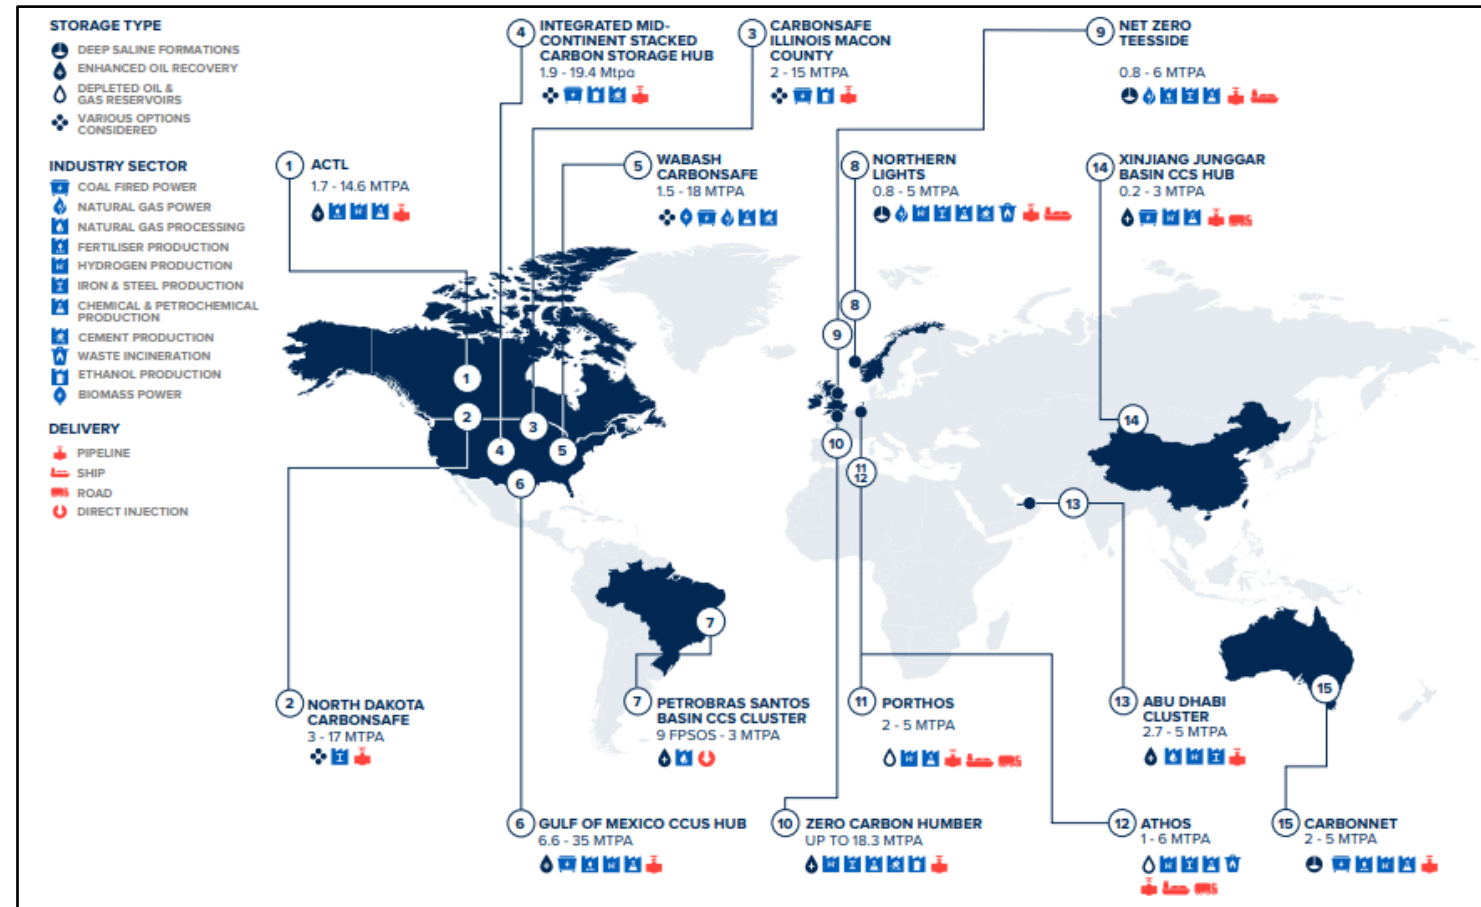 STORAGE TYPE
DEEP SALINE FORMATIONS
ENHANCED OIL RECOVERY
DEPLETED OIL &
GAS RESERVOIRS
VARIOUS OPTIONS
CONSIDERED
INDUSTRY SECTOR
COAL FIRED POWER
NATURAL GAS POWER
NATURAL GAS PROCESSING
FERTILISER PRODUCTION
HYDROGEN PRODUCTION
IRON & STEEL PRODUCTION
CHEMICAL & PETROCHEMICAL
PRODUCTION
CEMENT PRODUCTION
WASTE INCINERATION
ETHANOL PRODUCTION
BIOMASS POWER
DELIVERY
PIPELINE
SHIP
ROAD
DIRECT INJECTION
4 INTEGRATED MID-
CONTINENT STACKED
CARBON STORAGE HUB
1.9 - 19.4 Mtpa
3 CARBONSAFE
ILLINOIS MACON
COUNTY
2 - 15 MTPA
9 NET ZERO
TEESSIDE
0.8 - 6 MTPA
1 ACTL
1.7 - 14.6 MTPA
5 WABASH
CARBONSAFE
1.5 - 18 MTPA
8 NORTHERN
LIGHTS
0.8 - 5 MTPA
14 XINJIANG JUNGGAR
BASIN CCS HUB
0.2 - 3 MTPA
8
9
1
2
3
4
5
6
10
11
12
14
13
7
15
2 NORTH DAKOTA
CARBONSAFE
3 - 17 MTPA
7 PETROBRAS SANTOS
BASIN CCS CLUSTER
9 FPSOS - 3 MTPA
11 PORTHOS
2 - 5 MTPA
13 ABU DHABI
CLUSTER
2.7 - 5 MTPA
6 GULF OF MEXICO CCUS HUB
6.6 - 35 MTPA
10 ZERO CARBON HUMBER
UP TO 18.3 MTPA
12 ATHOS
1 - 6 MTPA
15 CARBONNET
2 - 5 MTPA